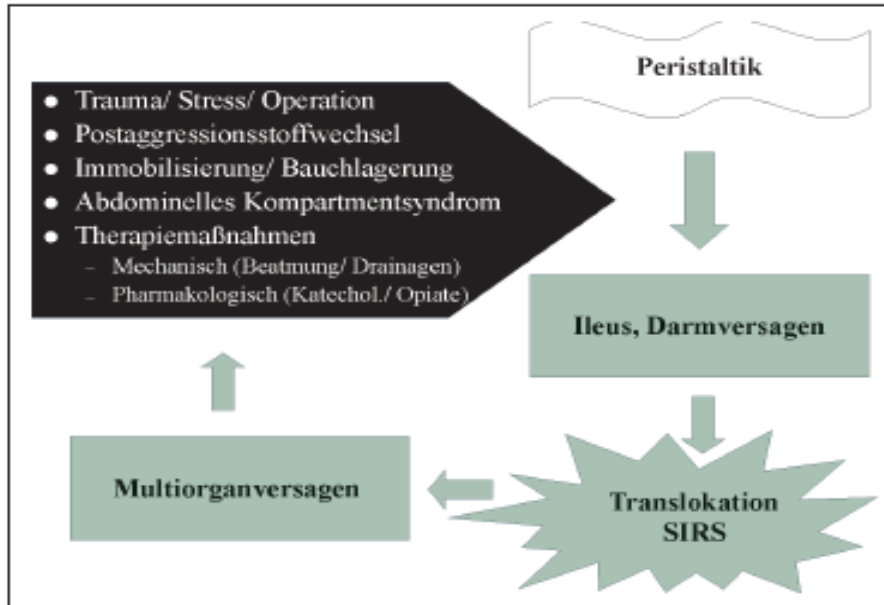 ● Trauma/ Stress/ Operation
● Postaggressionsstoffwechsel
● Immobilisierung/ Bauchlagerung
● Abdominelles Kompartmentsyndrom
● Therapiemaßnahmen
– Mechanisch (Beatmung/ Drainagen)
– Pharmakologisch (Katechol./ Opiate)
Peristaltik
Ileus, Darmversagen
Translokation
SIRS
Multiorganversagen